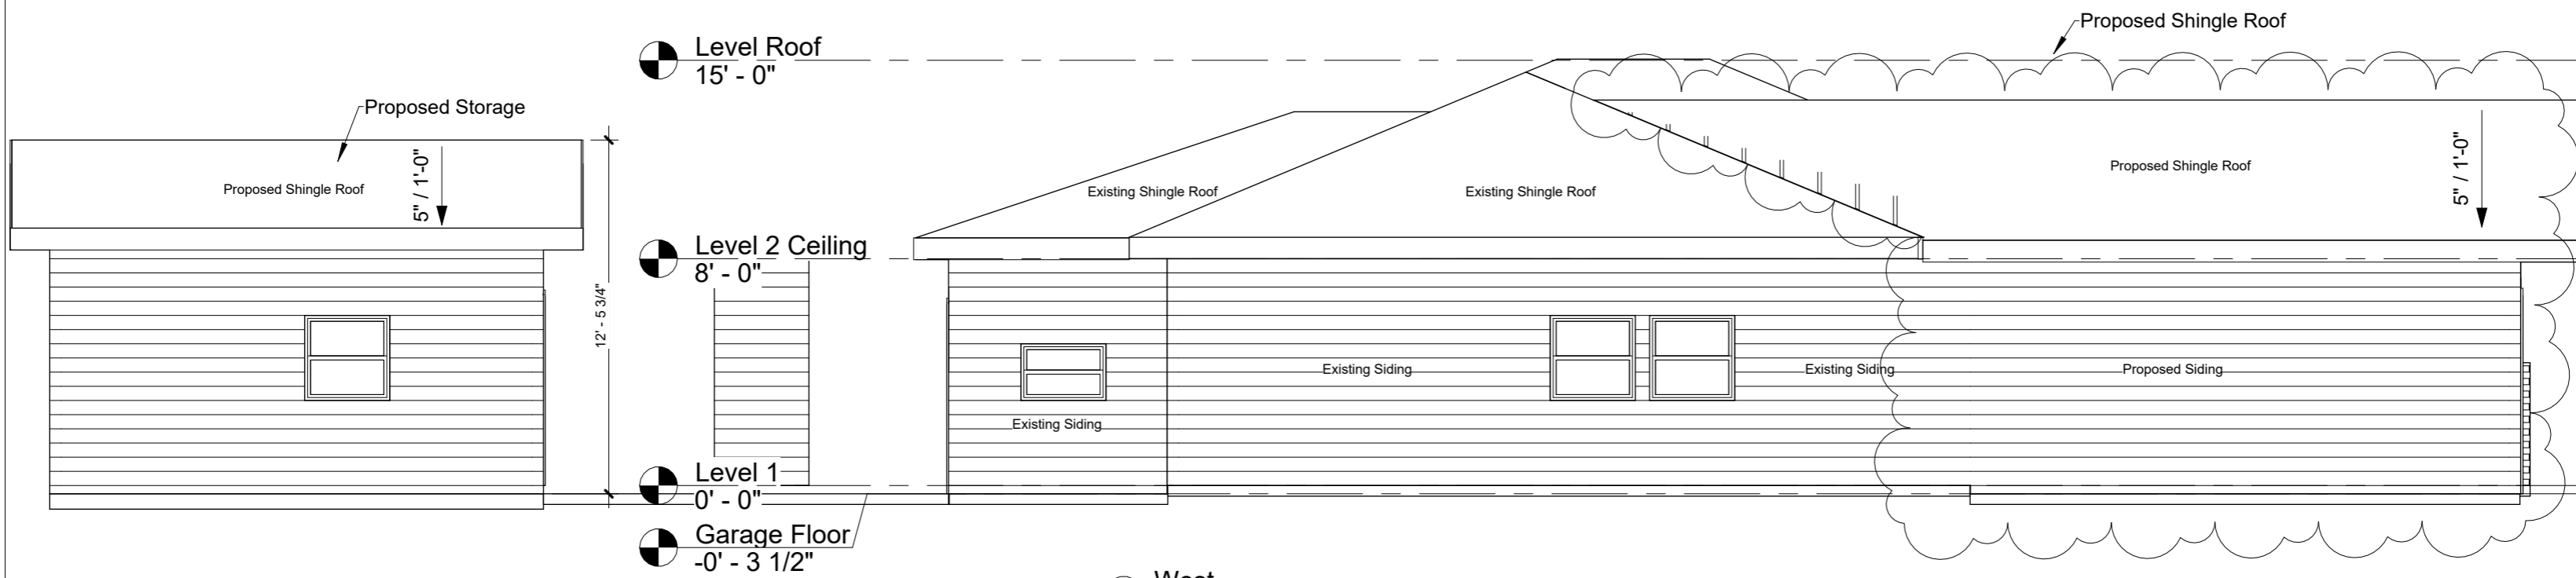 Proposed Shingle Roof
Level Roof
15' - 0"
Proposed Storage
Proposed Shingle Roof
5" / 1'-0"
Existing Shingle Roof
Existing Shingle Roof
Proposed Shingle Roof
5" / 1'-0"
Level 2 Ceiling
8' - 0"
12' - 5 3/4"
Existing Siding
Existing Siding
Existing Siding
Proposed Siding
Level 1
0' - 0"
Garage Floor
-0' - 3 1/2"
West